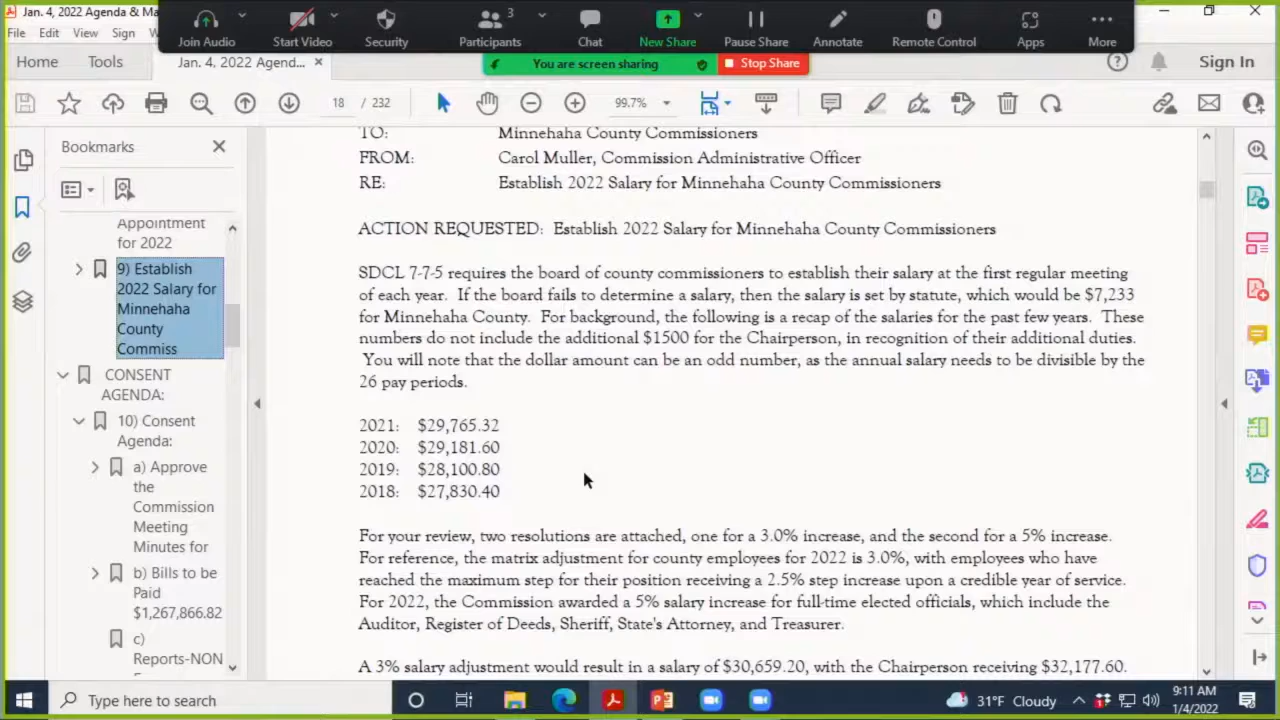 Jan. 4, 2022 Agenda & Ma
File Edit View Sign W
Join Audio
Start Video
Security
3
Participants
Chat
New Share
Pause Share
Annotate
Remote Control
Apps
More
You are screen sharing
Stop Share
Home Tools
Jan. 4, 2022 Agend...
Sign In
18 / 232
99.7%
Bookmarks
Appointment
for 2022
9) Establish
2022 Salary for
Minnehaha
County
Commiss
CONSENT
AGENDA:
10) Consent
Agenda:
a) Approve
the
Commission
Meeting
Minutes for
b) Bills to be
Paid
$1,267,866.82
c)
Reports-NON
TO: Minnehaha County Commissioners
FROM: Carol Muller, Commission Administrative Officer
RE: Establish 2022 Salary for Minnehaha County Commissioners
ACTION REQUESTED: Establish 2022 Salary for Minnehaha County Commissioners
SDCL 7-7-5 requires the board of county commissioners to establish their salary at the first regular meeting
of each year. If the board fails to determine a salary, then the salary is set by statute, which would be $7,233
for Minnehaha County. For background, the following is a recap of the salaries for the past few years. These
numbers do not include the additional $1500 for the Chairperson, in recognition of their additional duties.
You will note that the dollar amount can be an odd number, as the annual salary needs to be divisible by the
26 pay periods.
2021: $29,765.32
2020: $29,181.60
2019: $28,100.80
2018: $27,830.40
For your review, two resolutions are attached, one for a 3.0% increase, and the second for a 5% increase.
For reference, the matrix adjustment for county employees for 2022 is 3.0%, with employees who have
reached the maximum step for their position receiving a 2.5% step increase upon a credible year of service.
For 2022, the Commission awarded a 5% salary increase for full-time elected officials, which include the
Auditor, Register of Deeds, Sheriff, State's Attorney, and Treasurer.
A 3% salary adjustment would result in a salary of $30,659.20, with the Chairperson receiving $32,177.60.
Type here to search
31°F Cloudy
9:11 AM
1/4/2022